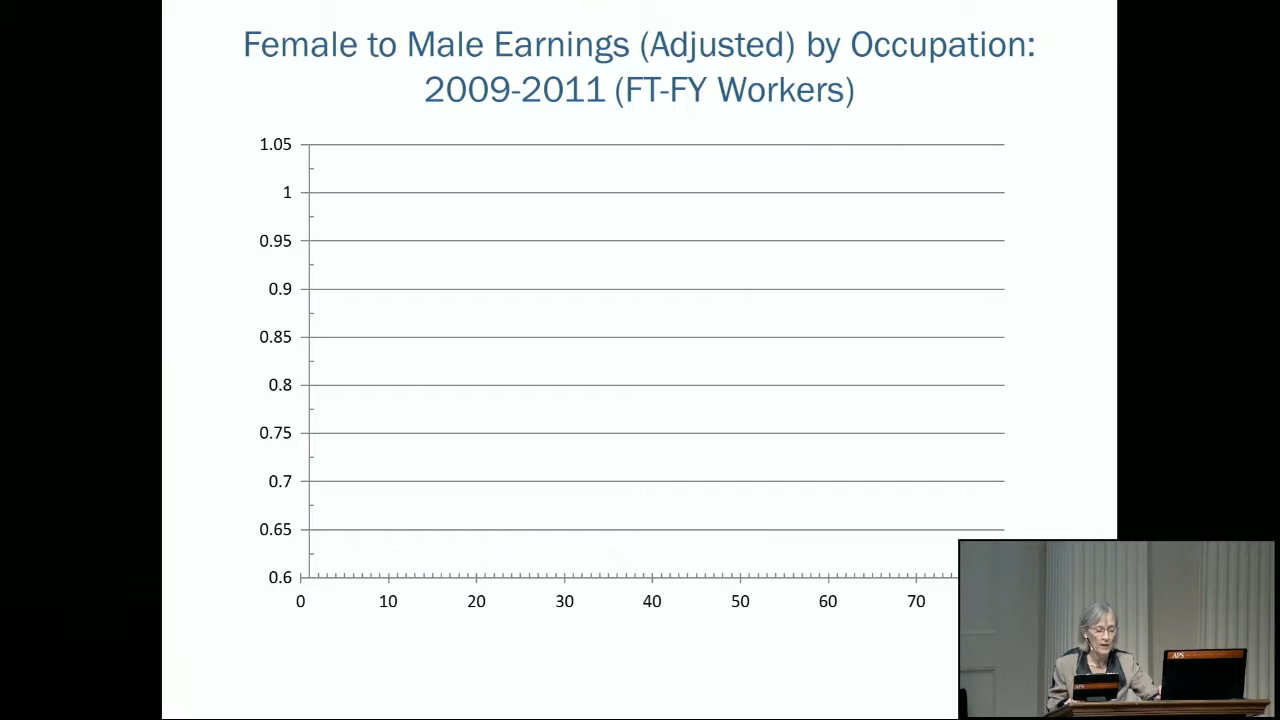 Female to Male Earnings (Adjusted) by Occupation:
2009-2011 (FT-FY Workers)
1.05
1
0.95
0.9
0.85
0.8
0.75
0.7
0.65
0.6
0 10 20 30 40 50 60 70
APS
APS